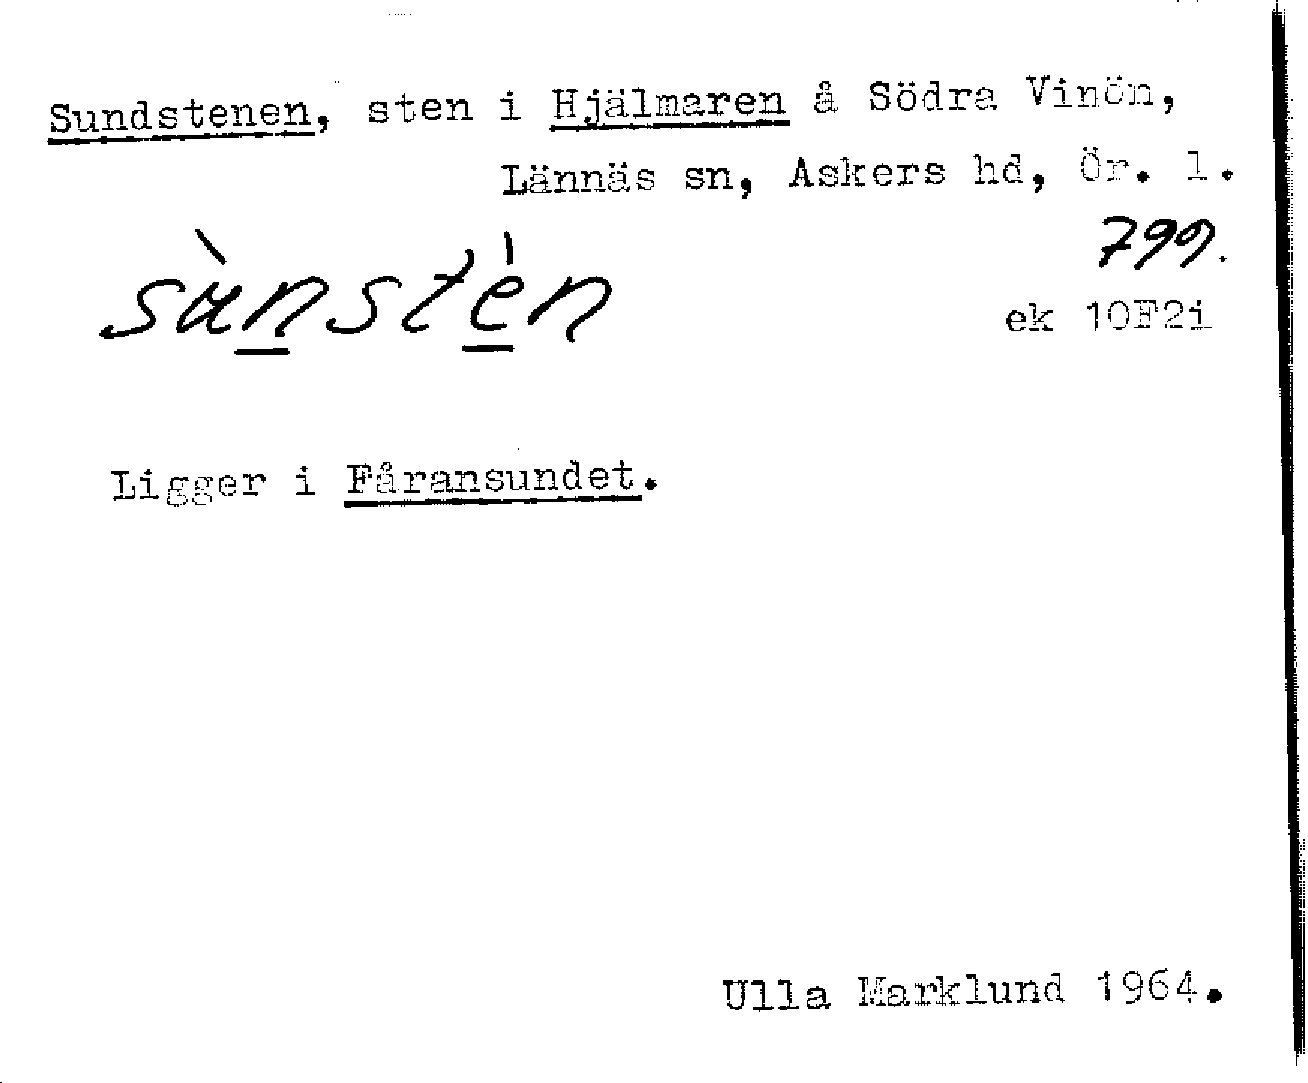 Sundstenen, sten i Hjälmaren å Södra Vinön,
Lännäs sn, Askers hd, Ör. l.
799.
sùnstèn
ek 10F2i
Ligger i Fåransundet.
Ulla Marklund 1964.